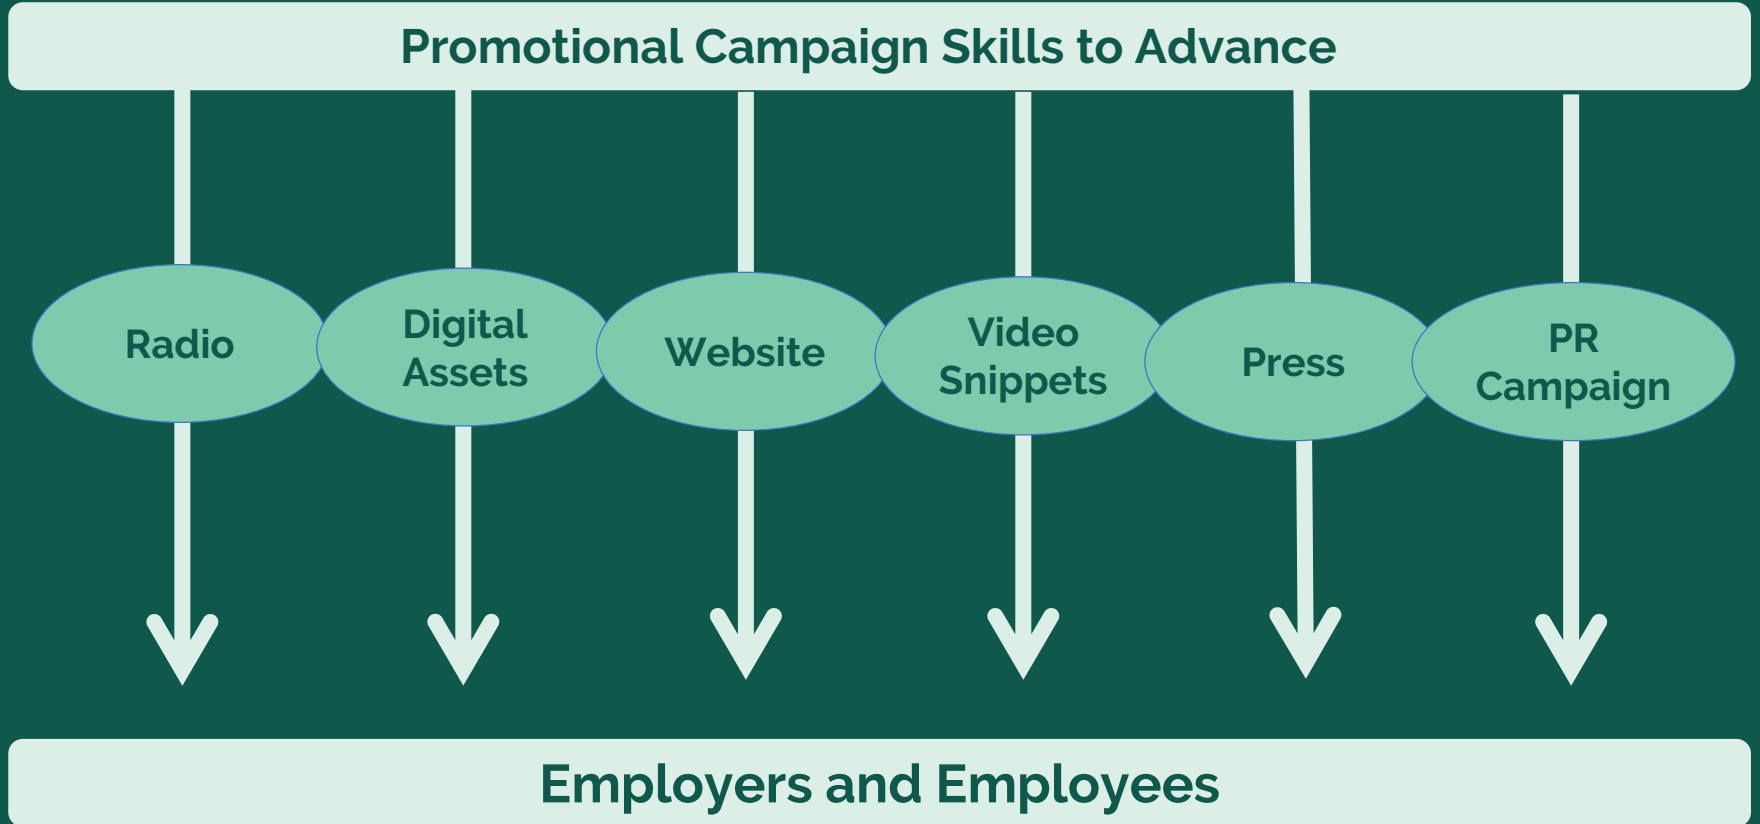 Promotional Campaign Skills to Advance
Radio
Digital
Assets
Website
Video
Snippets
Press
PR
Campaign
Employers and Employees